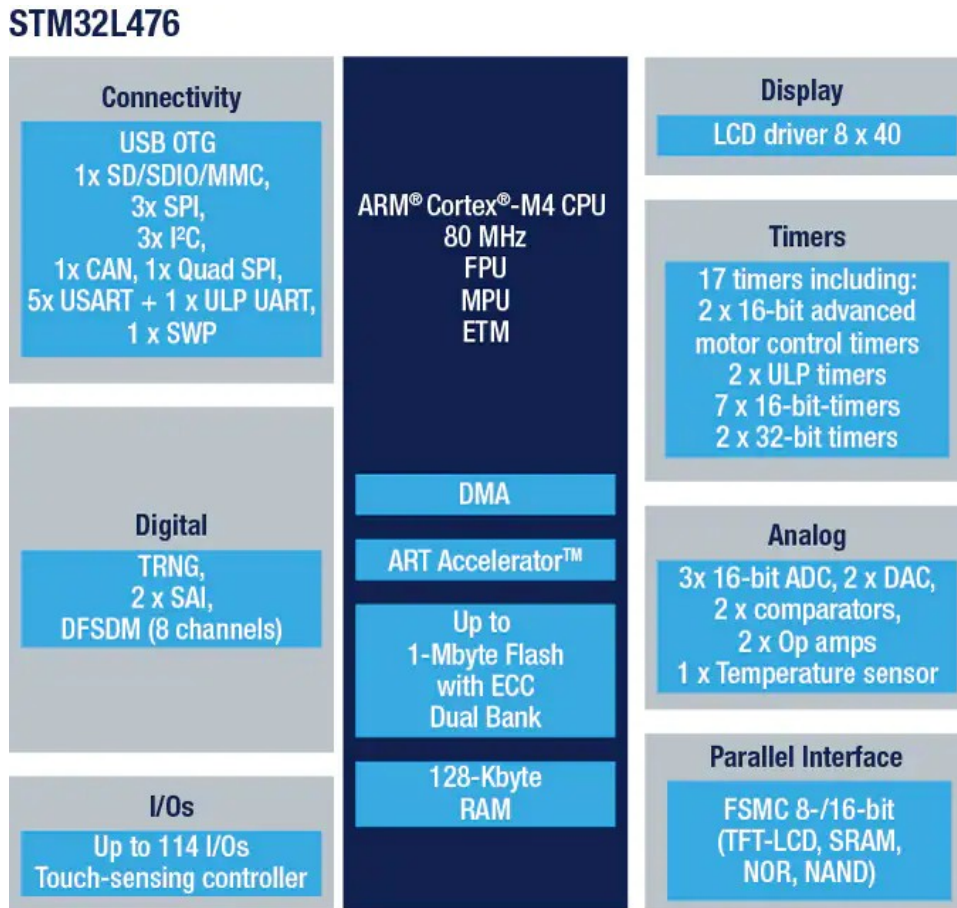 STM32L476
Connectivity
USB OTG
1x SD/SDIO/MMC,
3x SPI,
3x I²C,
1x CAN, 1x Quad SPI,
5x USART + 1 x ULP UART,
1 x SWP
Digital
TRNG,
2 x SAI,
DFSDM (8 channels)
I/Os
Up to 114 I/Os
Touch-sensing controller
ARM® Cortex®-M4 CPU
80 MHz
FPU
MPU
ETM
DMA
ART Accelerator™
Up to
1-Mbyte Flash
with ECC
Dual Bank
128-Kbyte
RAM
Display
LCD driver 8 x 40
Timers
17 timers including:
2 x 16-bit advanced
motor control timers
2 x ULP timers
7 x 16-bit-timers
2 x 32-bit timers
Analog
3x 16-bit ADC, 2 x DAC,
2 x comparators,
2 x Op amps
1 x Temperature sensor
Parallel Interface
FSMC 8-/16-bit
(TFT-LCD, SRAM,
NOR, NAND)